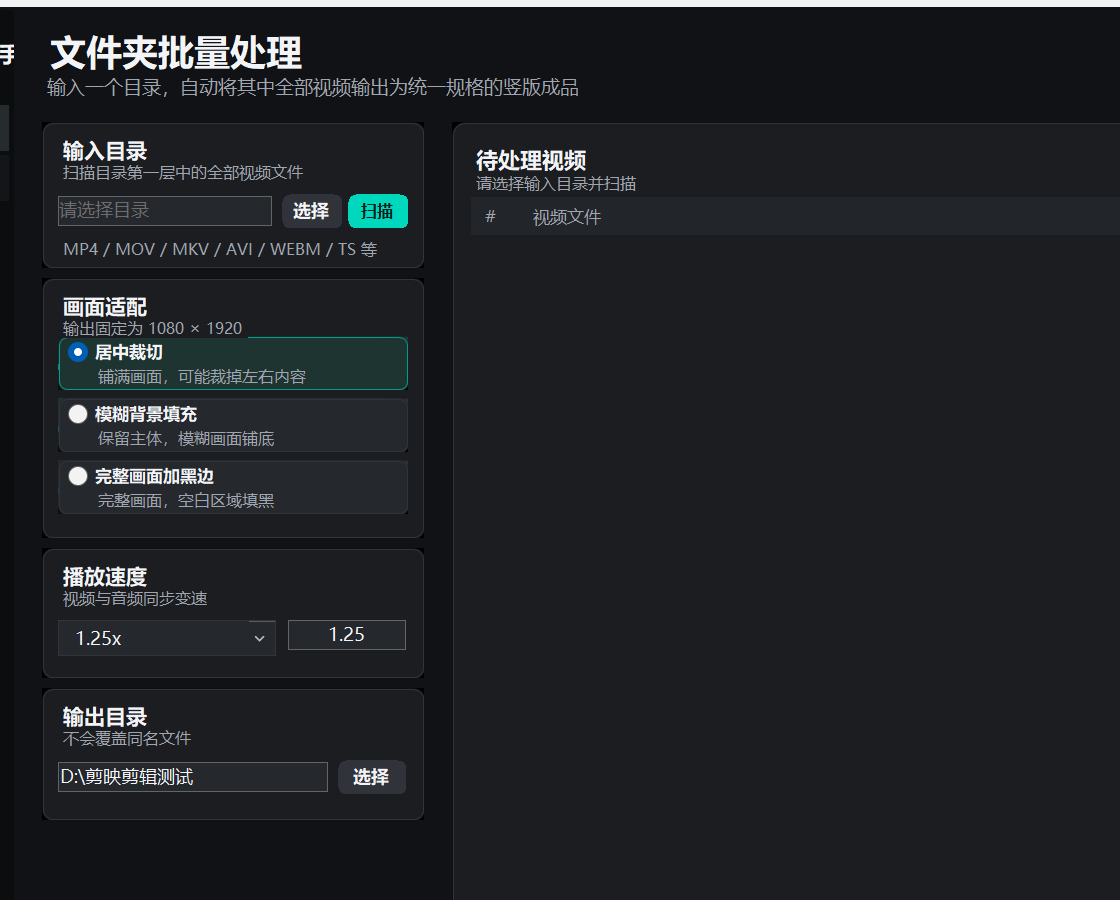 手
文件夹批量处理
输入一个目录，自动将其中全部视频输出为统一规格的竖版成品
输入目录
扫描目录第一层中的全部视频文件
请选择目录
选择
扫描
MP4 / MOV / MKV / AVI / WEBM / TS 等
画面适配
输出固定为 1080 × 1920
居中裁切
铺满画面，可能裁掉左右内容
模糊背景填充
保留主体，模糊画面铺底
完整画面加黑边
完整画面，空白区域填黑
播放速度
视频与音频同步变速
1.25x
1.25
输出目录
不会覆盖同名文件
D:\剪映剪辑测试
选择
待处理视频
请选择输入目录并扫描
# 视频文件